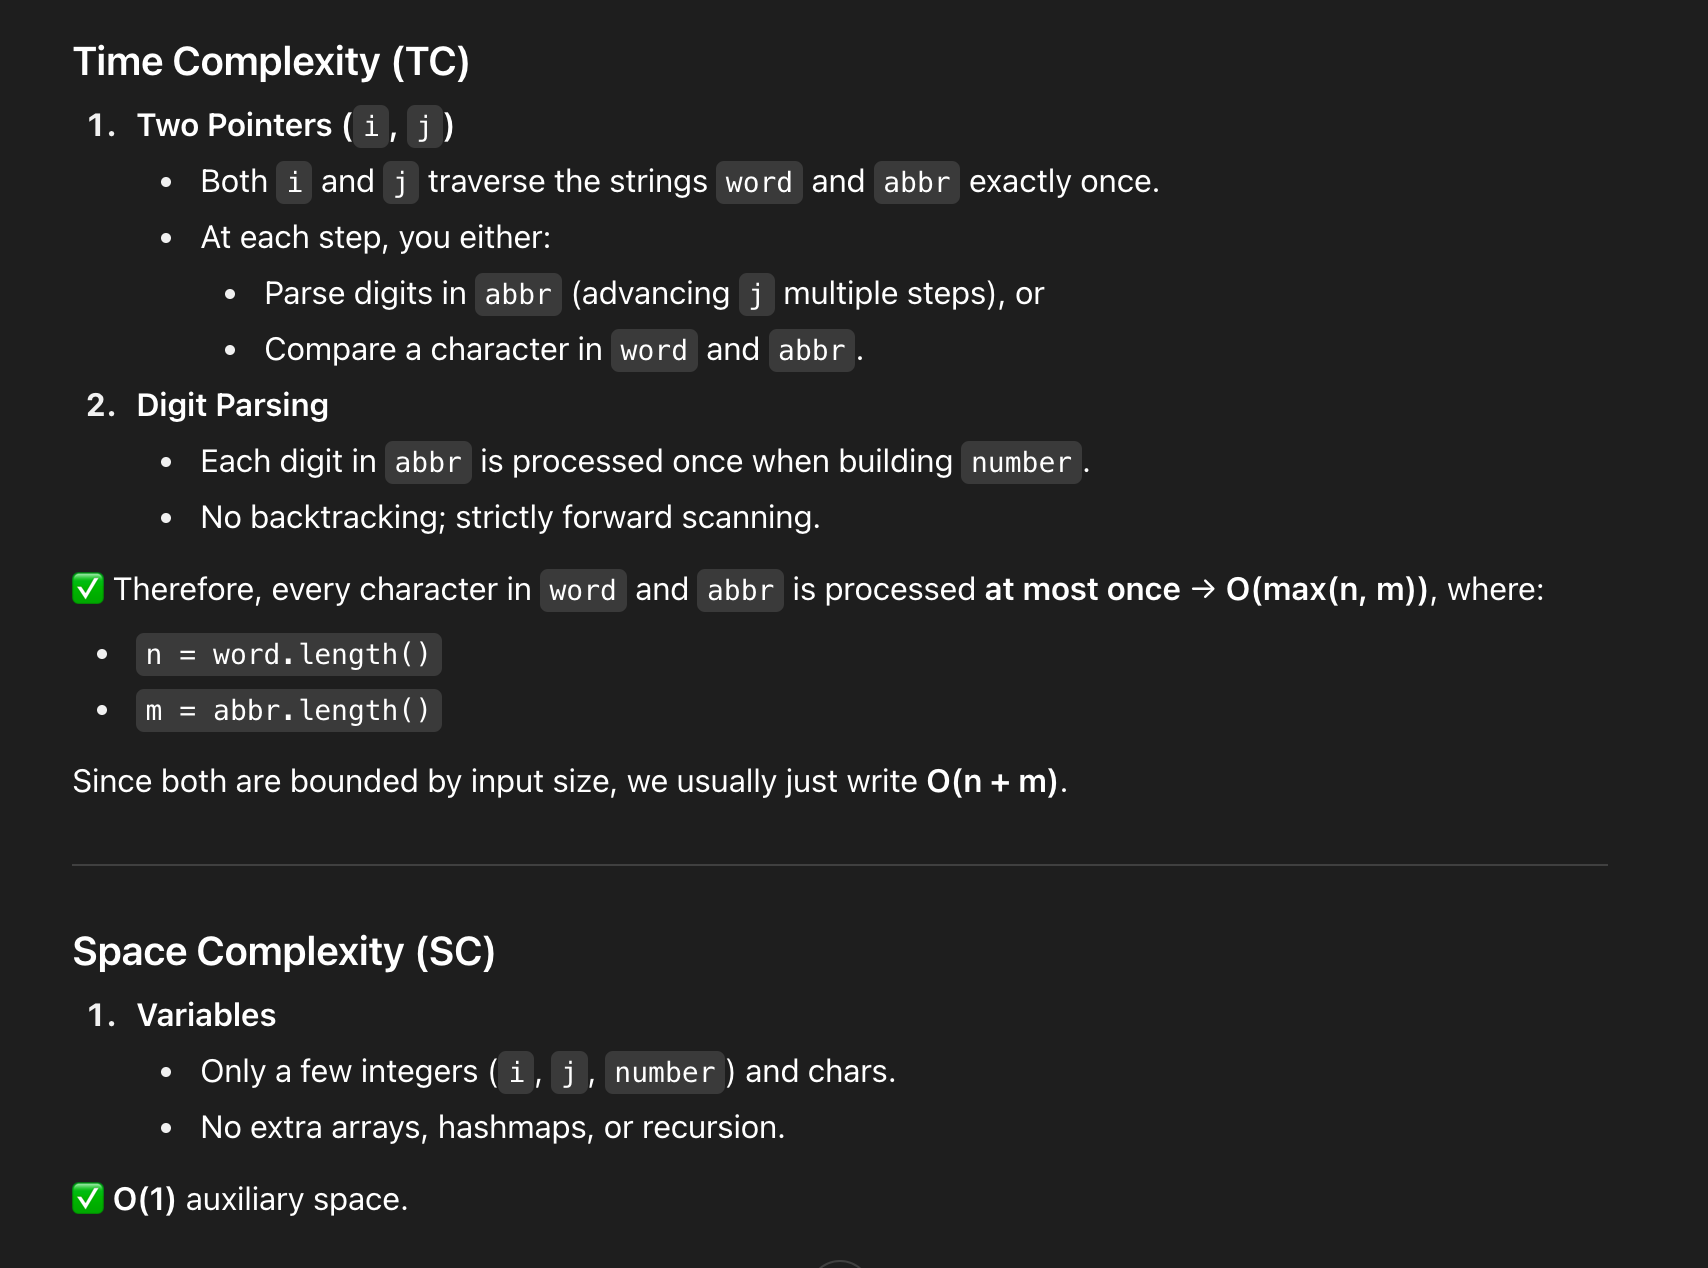 Time Complexity (TC)
1. Two Pointers (i, j)
• Both i and j traverse the strings word and abbr exactly once.
• At each step, you either:
• Parse digits in abbr (advancing j multiple steps), or
• Compare a character in word and abbr.
2. Digit Parsing
• Each digit in abbr is processed once when building number.
• No backtracking; strictly forward scanning.
✅ Therefore, every character in word and abbr is processed at most once → O(max(n, m)), where:
• n = word.length()
• m = abbr.length()
Since both are bounded by input size, we usually just write O(n + m).
Space Complexity (SC)
1. Variables
• Only a few integers (i, j, number) and chars.
• No extra arrays, hashmaps, or recursion.
✅ O(1) auxiliary space.